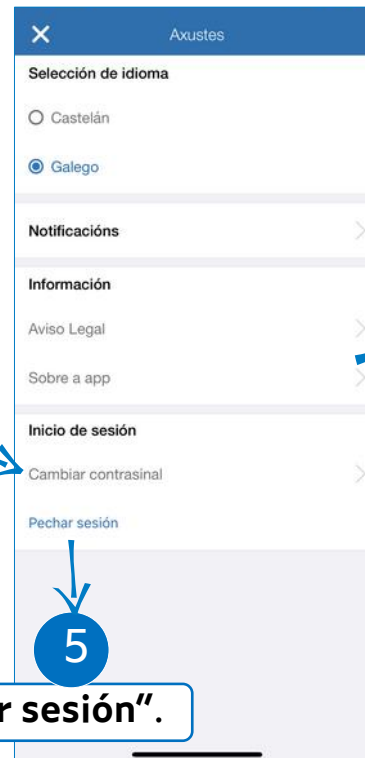 Axustes
Selección de idioma
Castelán
Galego
Notificacións
Información
Aviso Legal
Sobre a app
Inicio de sesión
Cambiar contrasinal
Pechar sesión
5
r sesión”.